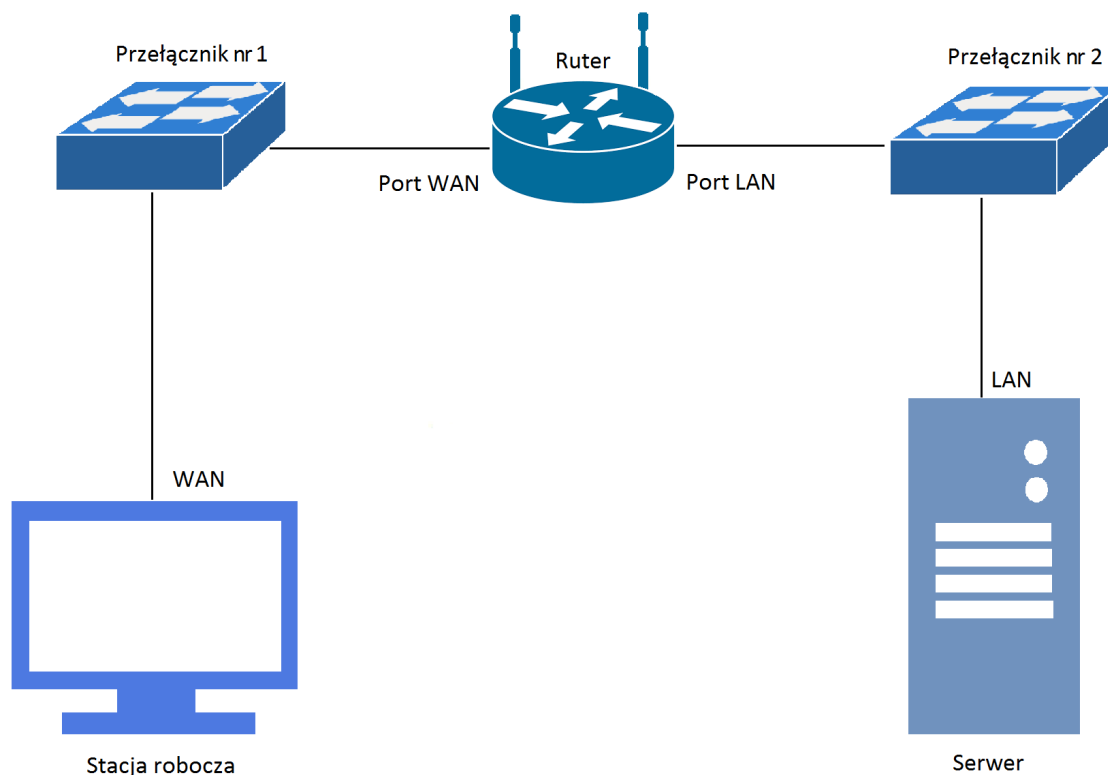 Przełącznik nr 1
Ruter
Przełącznik nr 2
Port WAN
Port LAN
LAN
WAN
Stacja robocza
Serwer